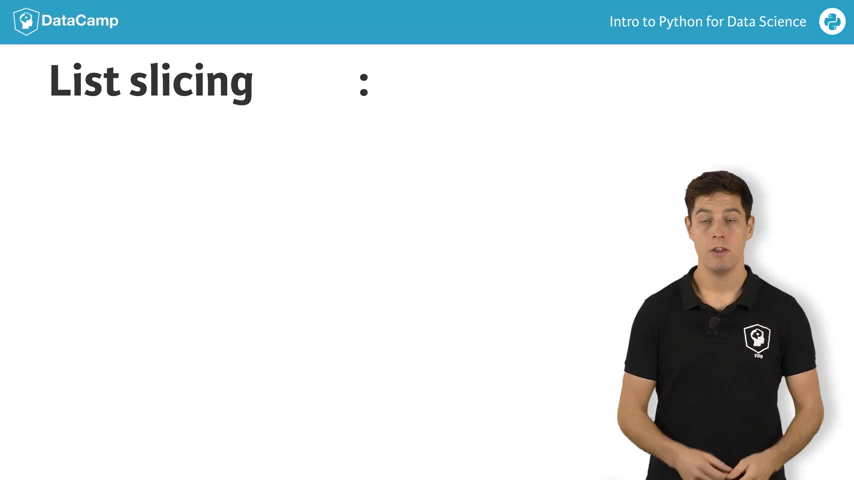 DataCamp
Intro to Python for Data Science
List slicing :